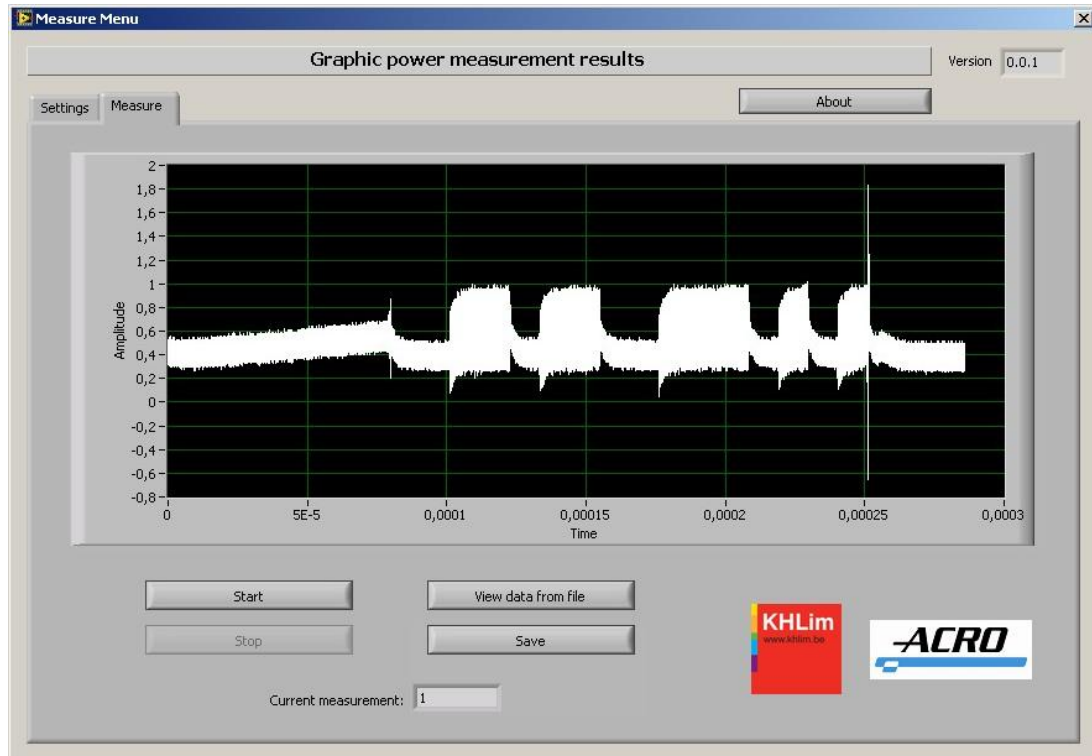 Measure Menu
Graphic power measurement results
Version 0.0.1
Settings Measure
About
2
1,8
1,6
1,4
1,2
1
0,8
0,6
0,4
0,2
0
-0,2
-0,4
-0,6
-0,8
Amplitude
0 5E-5 0,0001 0,00015 0,0002 0,00025 0,0003
Time
Start View data from file
Stop Save
Current measurement: 1
KHLim
www.khlim.be
ACRO